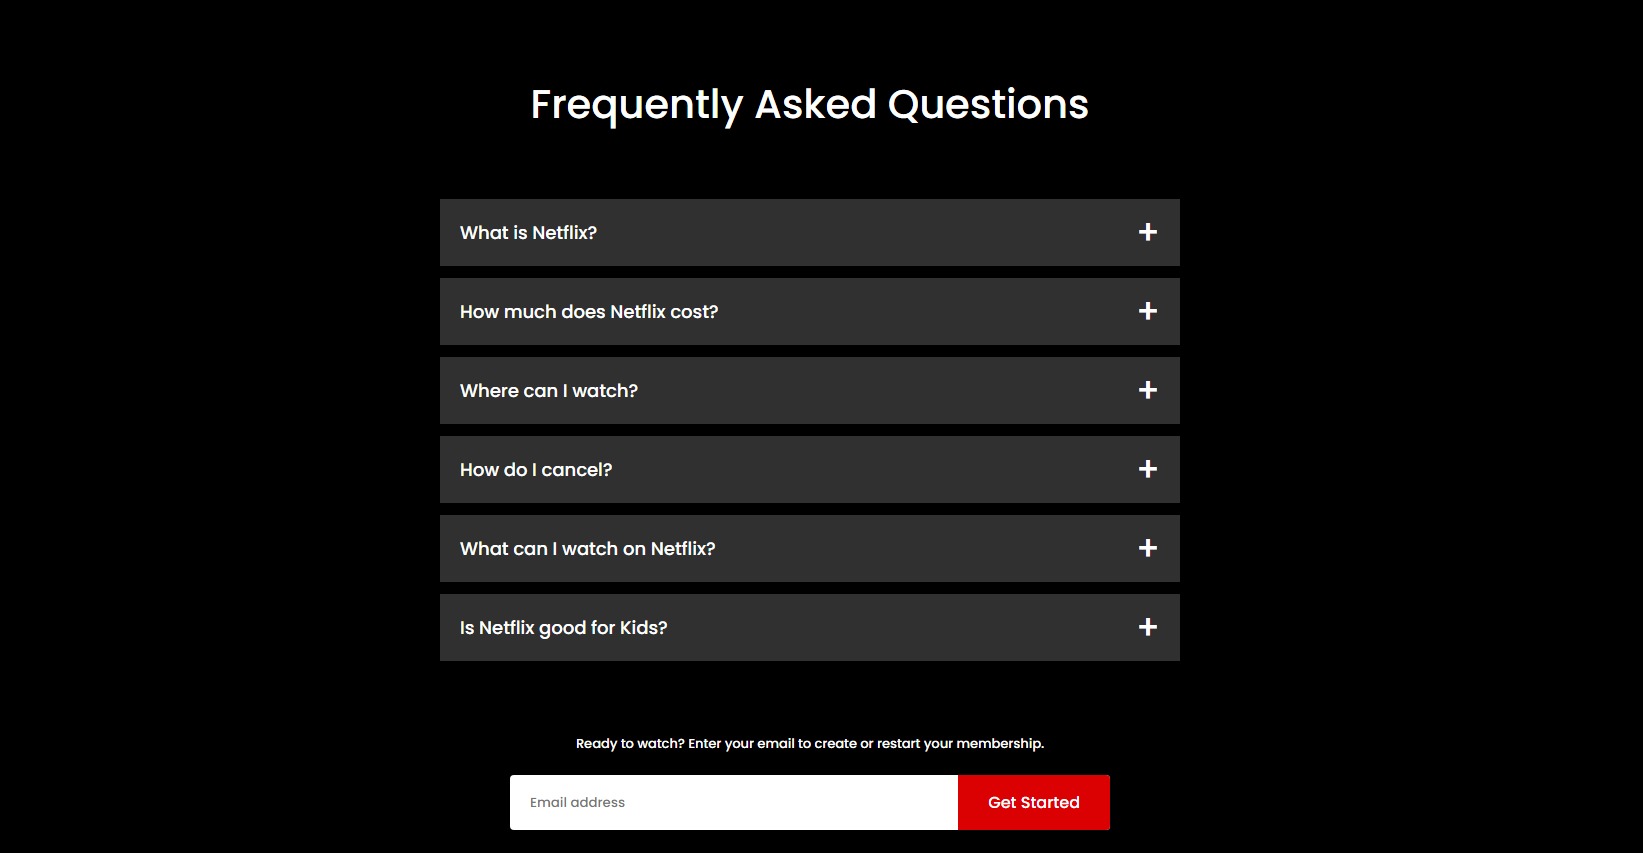 Frequently Asked Questions
What is Netflix? +
How much does Netflix cost? +
Where can I watch? +
How do I cancel? +
What can I watch on Netflix? +
Is Netflix good for Kids? +
Ready to watch? Enter your email to create or restart your membership.
Email address Get Started